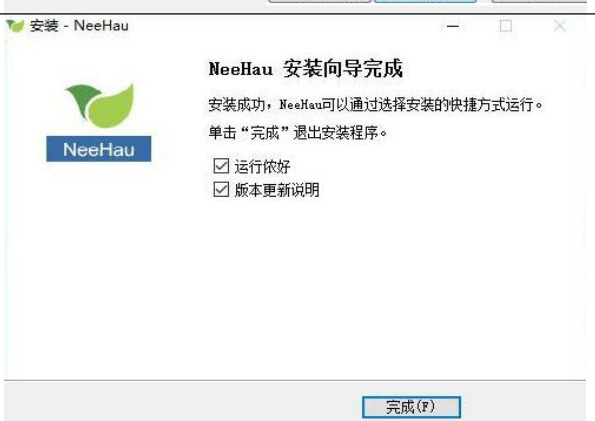 安装 - NeeHau
NeeHau
NeeHau 安装向导完成
安装成功，NeeHau可以通过选择安装的快捷方式运行。
单击“完成”退出安装程序。
运行侬好
版本更新说明
完成(F)